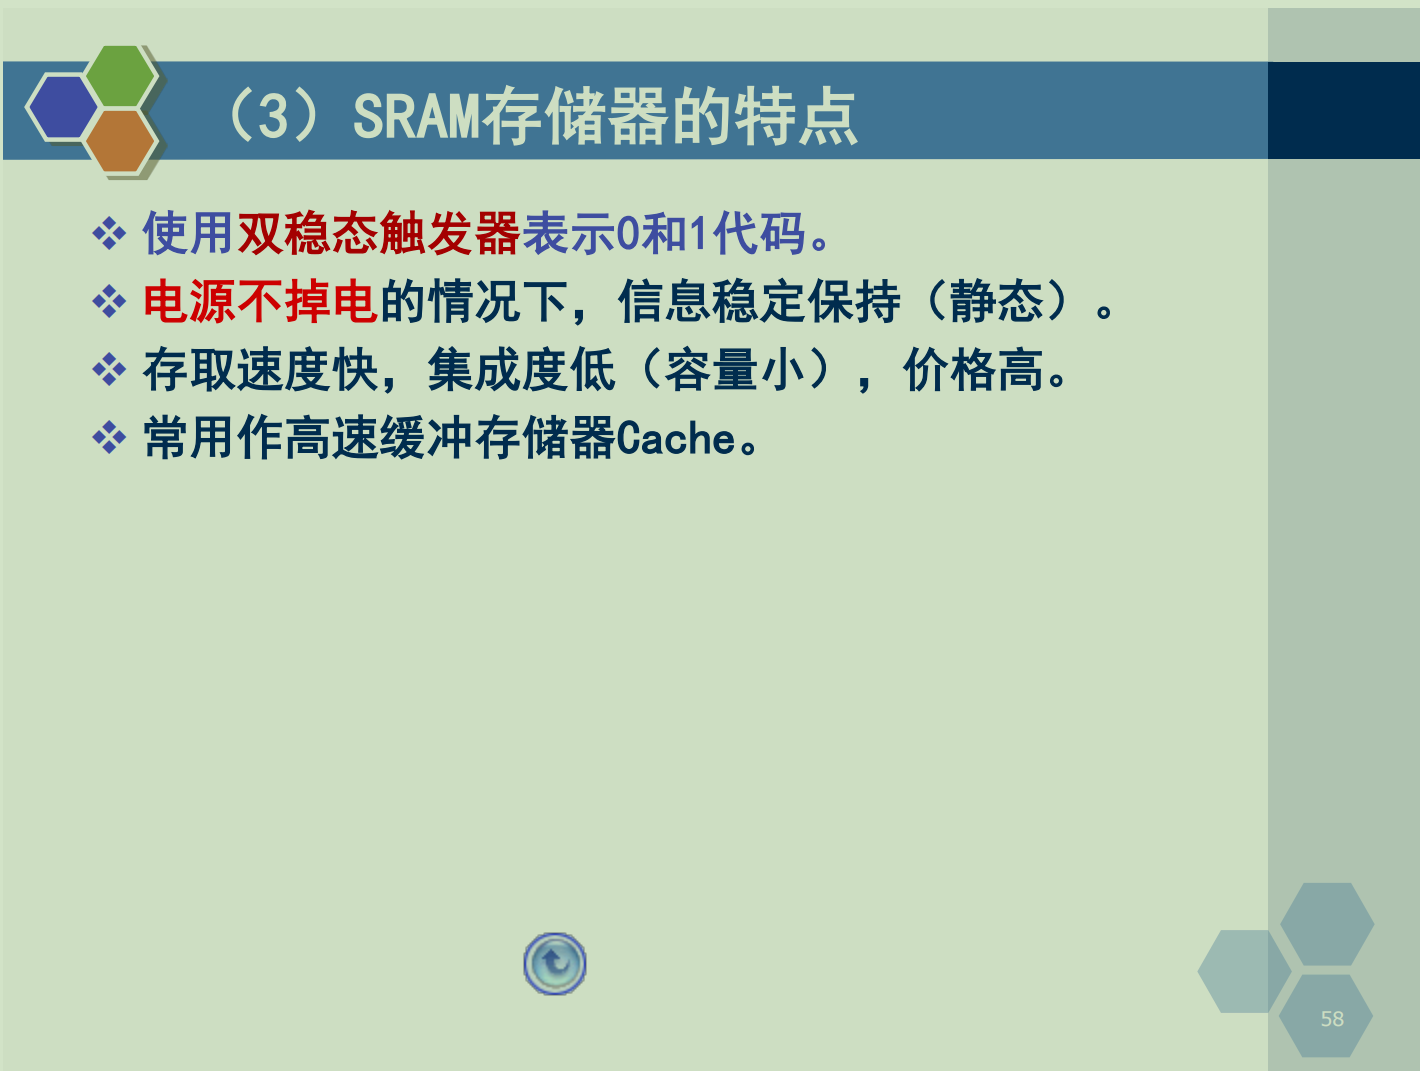 （3）SRAM存储器的特点
使用双稳态触发器表示0和1代码。
电源不掉电的情况下，信息稳定保持（静态）。
存取速度快，集成度低（容量小），价格高。
常用作高速缓冲存储器Cache。
58